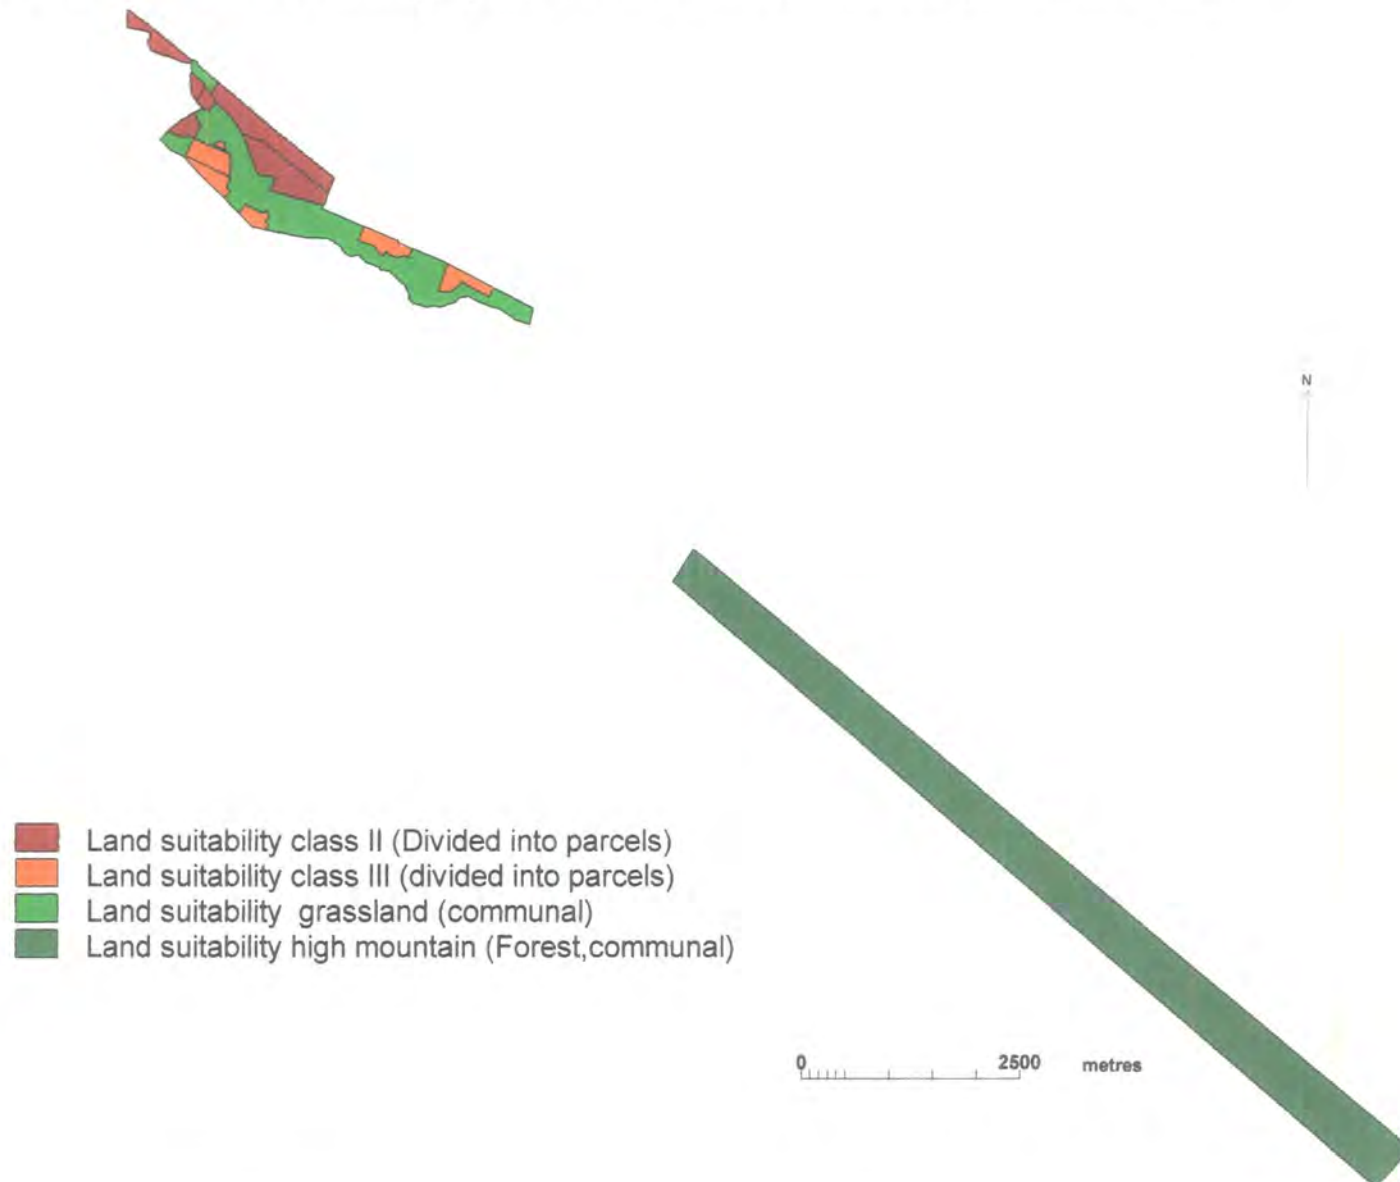 N
Land suitability class II (Divided into parcels)
Land suitability class III (divided into parcels)
Land suitability grassland (communal)
Land suitability high mountain (Forest,communal)
0 2500 metres